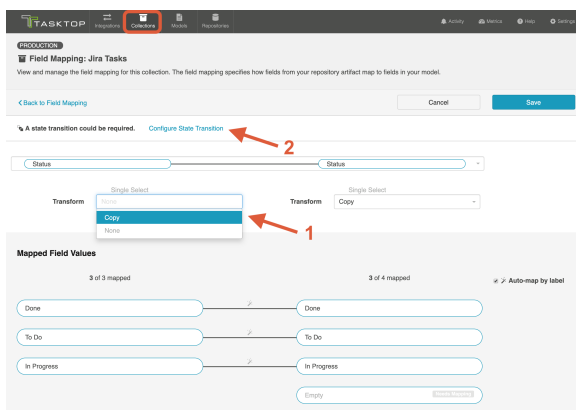 TASKTOP
Integrations
Collections
Models
Repositories
Activity
Metrics
Help
Settings
PRODUCTION
Field Mapping: Jira Tasks
View and manage the field mapping for this collection. The field mapping specifies how fields from your repository artifact map to fields in your model.
Back to Field Mapping
Cancel
Save
A state transition could be required. Configure State Transition
2
Status Status
Single Select Single Select
Transform None Transform Copy
Copy
None
1
Mapped Field Values
3 of 3 mapped 3 of 4 mapped Auto-map by label
Done Done
To Do To Do
In Progress In Progress
Empty